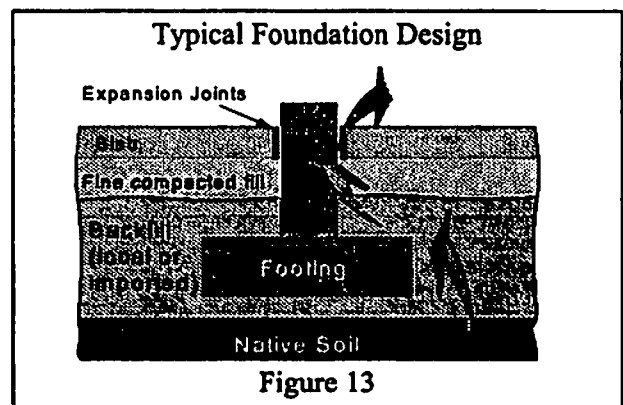 Typical Foundation Design
Expansion Joints
Slab
Fine compacted fill
Backfill
(local or
imported)
Footing
Native Soil
Figure 13